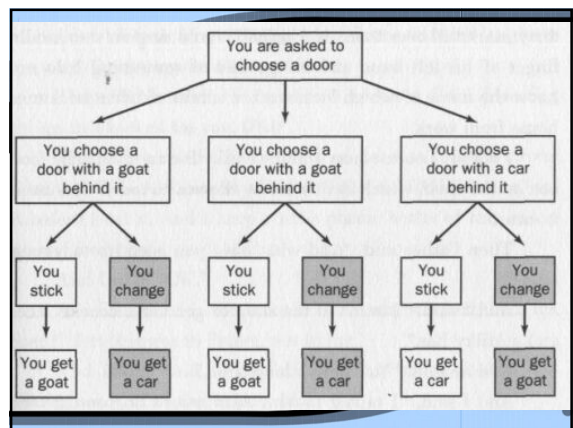 You are asked to
choose a door
You choose a
door with a goat
behind it
You choose a
door with a goat
behind it
You choose a
door with a car
behind it
You
stick
You
change
You
stick
You
change
You
stick
You
change
You get
a goat
You get
a car
You get
a goat
You get
a car
You get
a car
You get
a goat